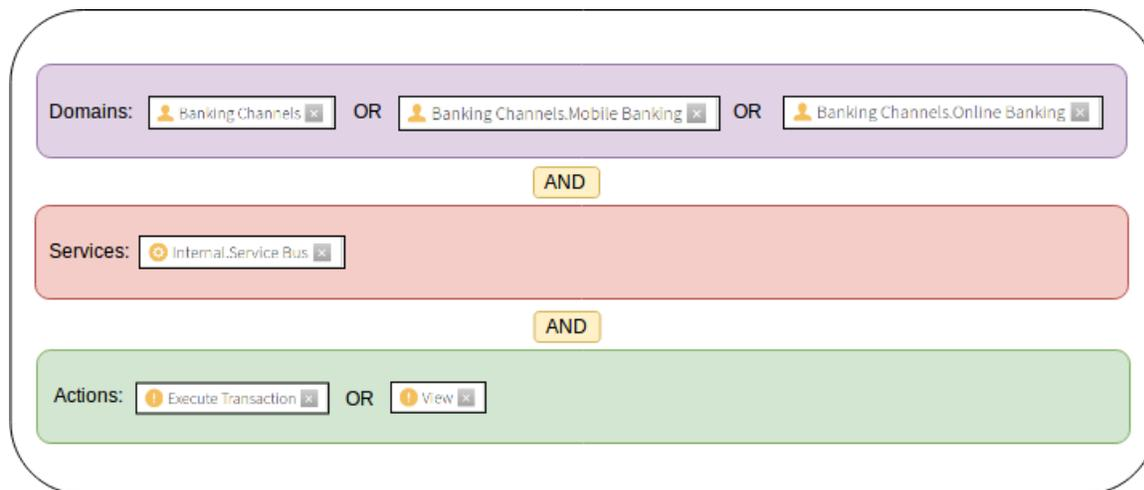 Domains: Banking Channels OR Banking Channels.Mobile Banking OR Banking Channels.Online Banking
AND
Services: Internal.Service Bus
AND
Actions: Execute Transaction OR View